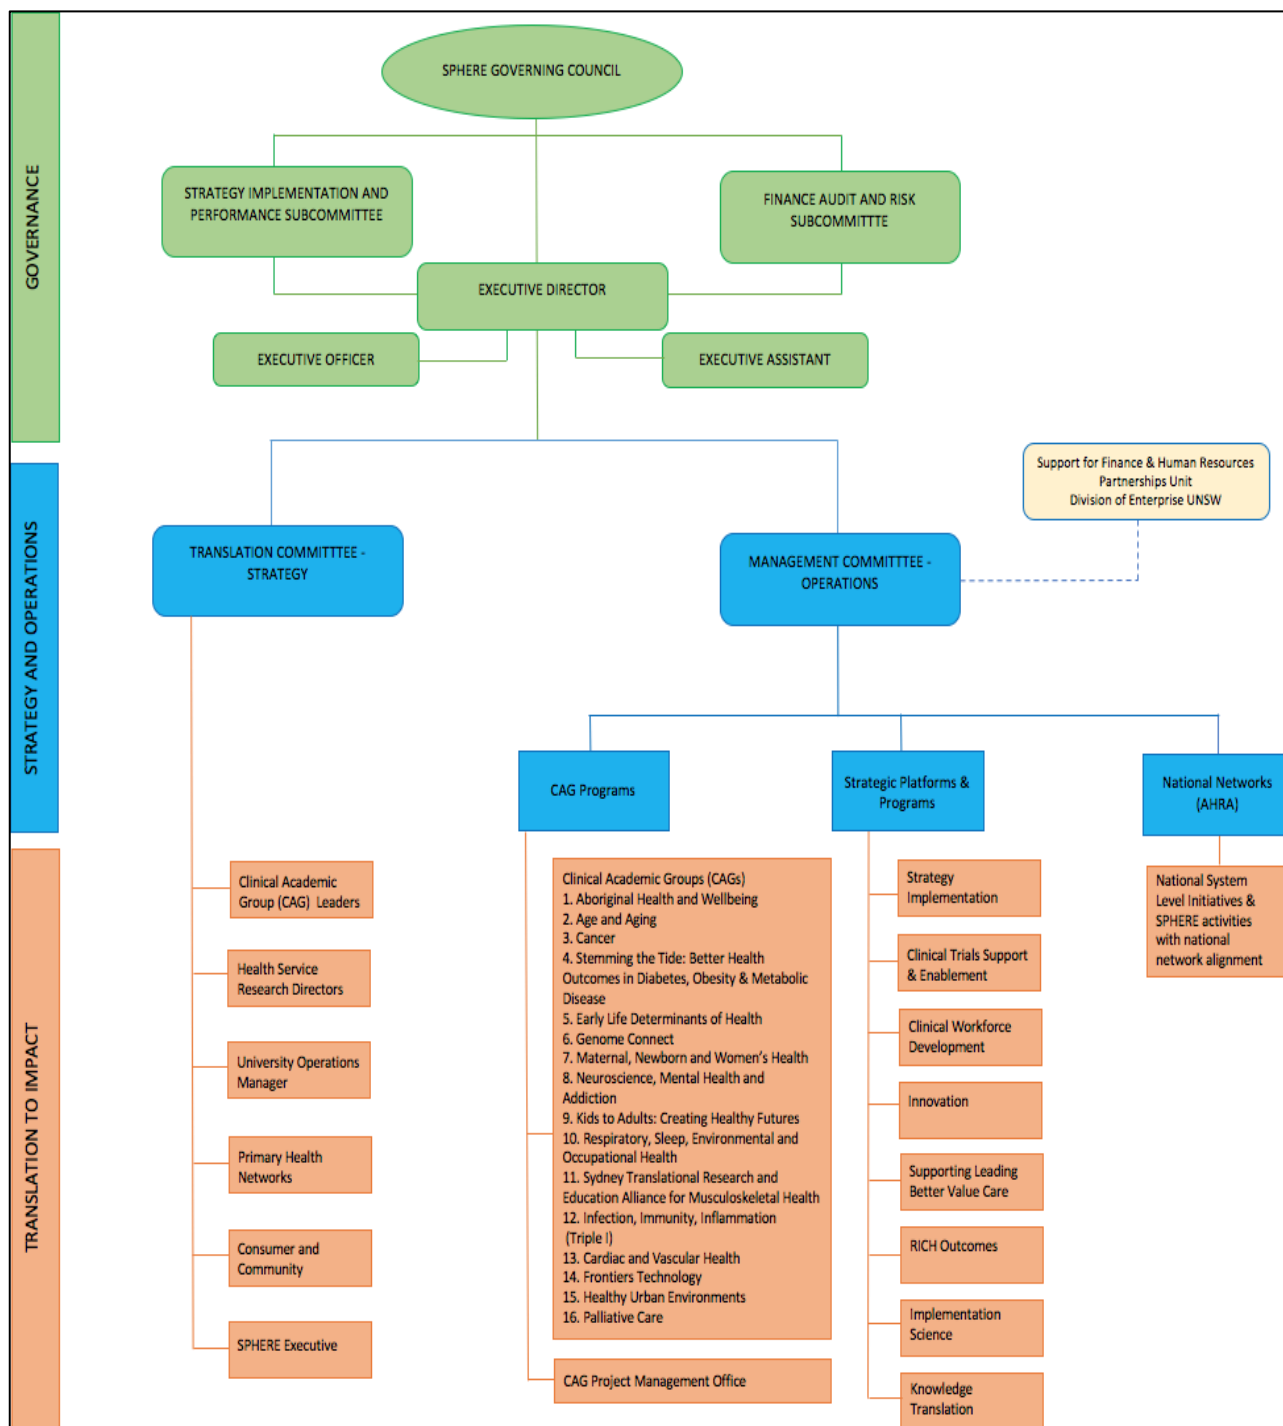 GOVERNANCE
SPHERE GOVERNING COUNCIL
STRATEGY IMPLEMENTATION AND
PERFORMANCE SUBCOMMITTEE
FINANCE AUDIT AND RISK
SUBCOMMITTTE
EXECUTIVE DIRECTOR
EXECUTIVE OFFICER
EXECUTIVE ASSISTANT
STRATEGY AND OPERATIONS
Support for Finance & Human Resources
Partnerships Unit
Division of Enterprise UNSW
TRANSLATION COMMITTTEE -
STRATEGY
MANAGEMENT COMMITTTEE -
OPERATIONS
CAG Programs
Strategic Platforms &
Programs
National Networks
(AHRA)
TRANSLATION TO IMPACT
Clinical Academic
Group (CAG) Leaders
Health Service
Research Directors
University Operations
Manager
Primary Health
Networks
Consumer and
Community
SPHERE Executive
Clinical Academic Groups (CAGs)
1. Aboriginal Health and Wellbeing
2. Age and Aging
3. Cancer
4. Stemming the Tide: Better Health
Outcomes in Diabetes, Obesity & Metabolic
Disease
5. Early Life Determinants of Health
6. Genome Connect
7. Maternal, Newborn and Women's Health
8. Neuroscience, Mental Health and
Addiction
9. Kids to Adults: Creating Healthy Futures
10. Respiratory, Sleep, Environmental and
Occupational Health
11. Sydney Translational Research and
Education Alliance for Musculoskeletal Health
12. Infection, Immunity, Inflammation
(Triple I)
13. Cardiac and Vascular Health
14. Frontiers Technology
15. Healthy Urban Environments
16. Palliative Care
CAG Project Management Office
Strategy
Implementation
Clinical Trials Support
& Enablement
Clinical Workforce
Development
Innovation
Supporting Leading
Better Value Care
RICH Outcomes
Implementation
Science
Knowledge
Translation
National System
Level Initiatives &
SPHERE activities
with national
network alignment